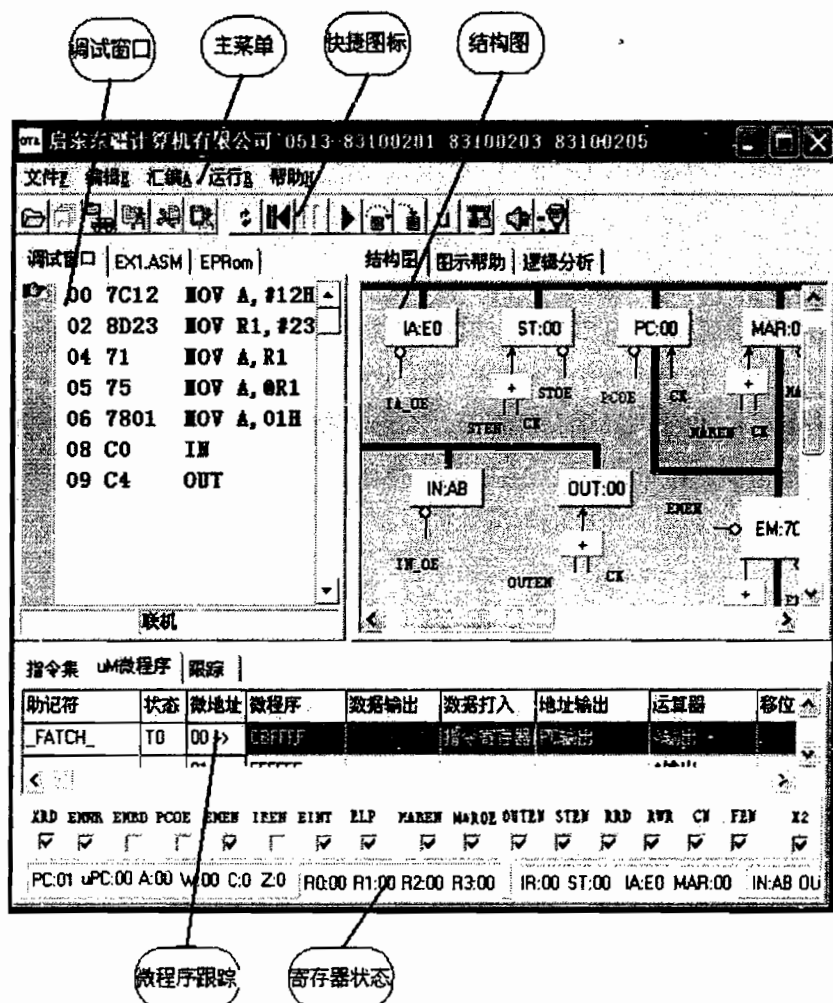 调试窗口 主菜单 快捷图标 结构图
启东东疆计算机有限公司 0513-83100201 83100203 83100205
文件F 编辑E 汇编A 运行R 帮助H
调试窗口 EX1.ASM EPRom
结构图 图示帮助 逻辑分析
00 7C12 MOV A,#12H
02 8D23 MOV R1,#23
04 71 MOV A,R1
05 75 MOV A,@R1
06 7801 MOV A,01H
08 C0 IN
09 C4 OUT
联机
IA:E0 ST:00 PC:00 MAR:0
+ +
IA_OE STEN CK STOE PCOE CK MAREN CK
IN:AB OUT:00 EMEN EM:7C
+ +
IN_OE OUTEN CK
指令集 uM微程序 跟踪
助记符 状态 微地址 微程序 数据输出 数据打入 地址输出 运算器 移位
_FATCH_ T0 00 指令寄存器 PC输出 A输出
XRD EMWR EMRD PCOE EMEN IREN EINT ELP MAREN MAROE OUTEN STEN RRD RWR CN FEN X2
PC:01 uPC:00 A:00 W:00 C:0 Z:0 R0:00 R1:00 R2:00 R3:00 IR:00 ST:00 IA:E0 MAR:00 IN:AB OU
微程序跟踪 寄存器状态